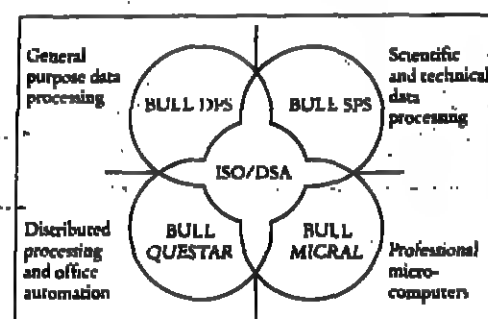 General
purpose data
processing
Scientific
and technical
data
processing
BULL DPS
BULL SPS
ISO/DSA
BULL
QUESTAR
BULL
MICRAL
Distributed
processing
and office
automation
Professional
micro-
computers